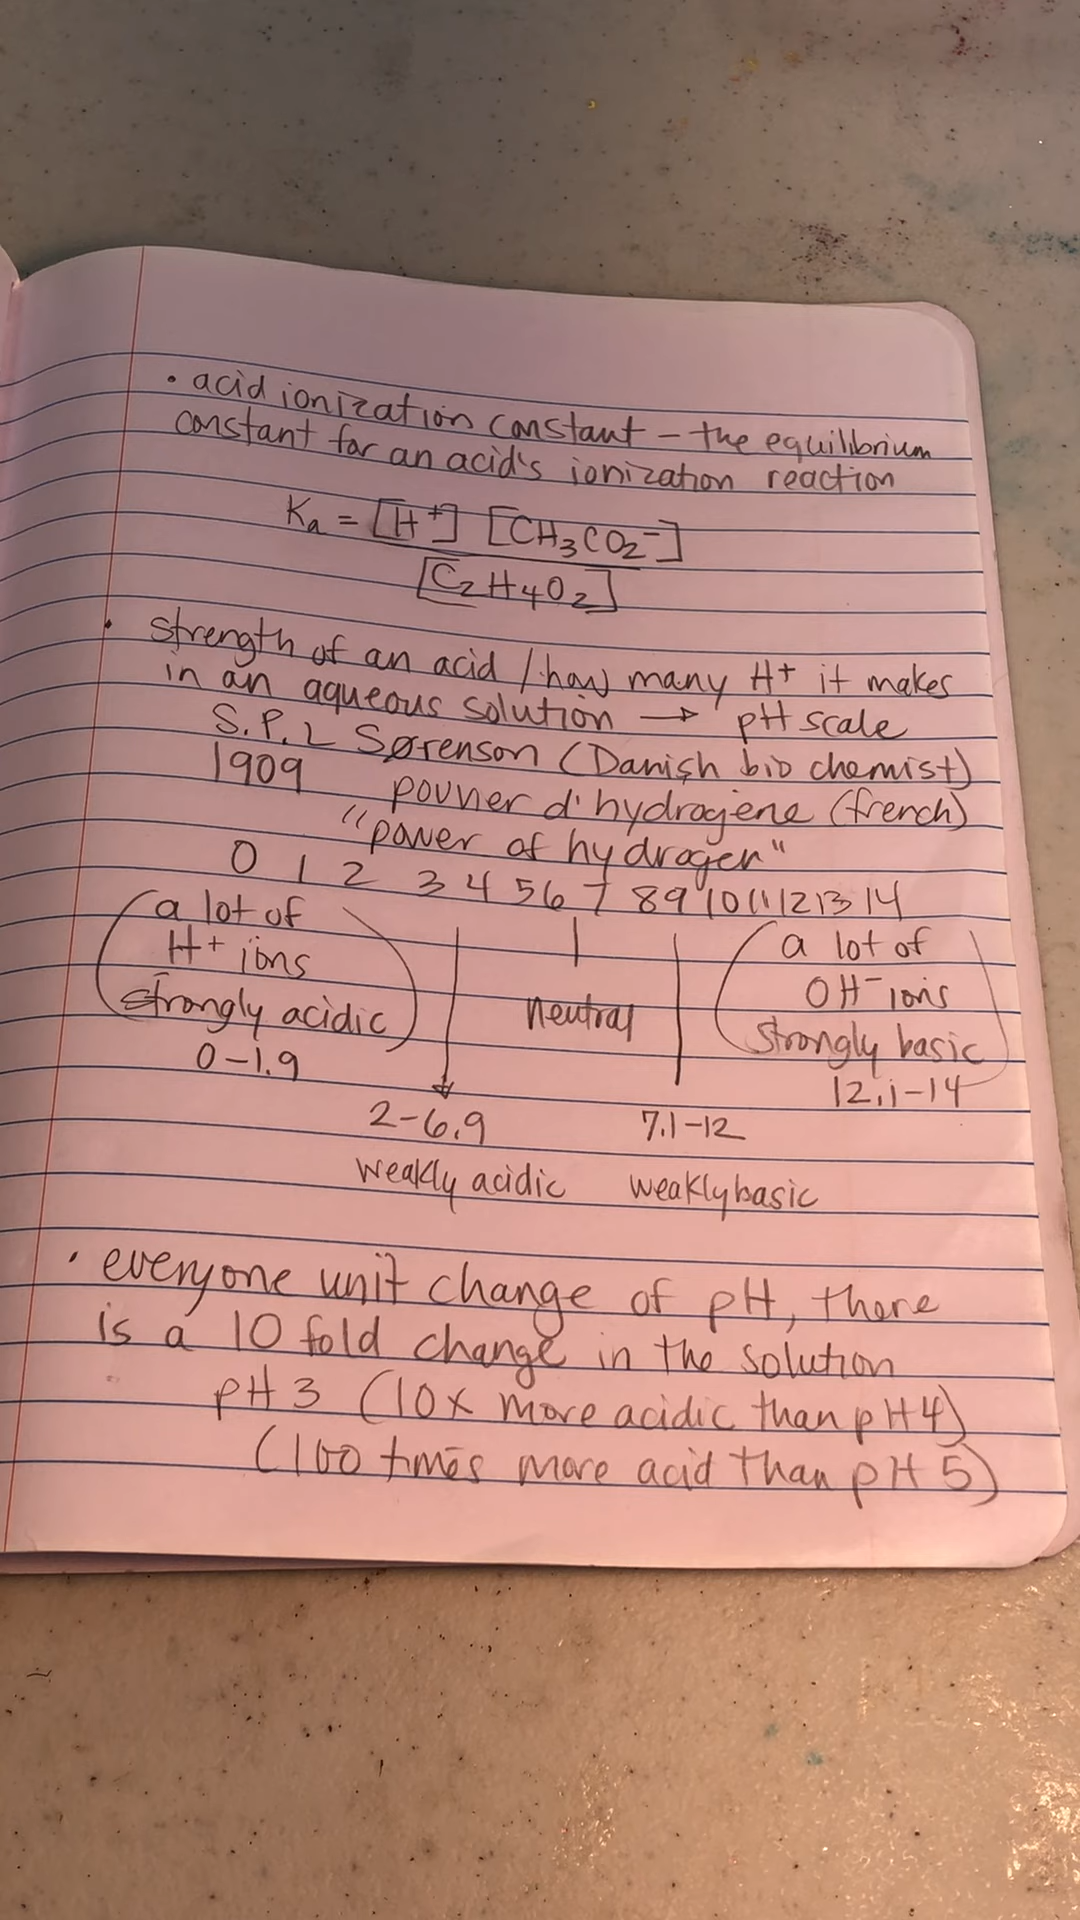 • acid ionization constant – the equilibrium
constant for an acid's ionization reaction
Ka = [H+] [CH3CO2-]
[C2H4O2]
• strength of an acid / how many H+ it makes
in an aqueous solution → pH scale
S.P.L Sørenson (Danish bio chemist)
1909 pouver d'hydrogene (french)
"power of hydrogen"
0 1 2 3 4 5 6 7 8 9 10 11 12 13 14
a lot of
H+ ions
strongly acidic
0-1.9
2-6.9
weakly acidic
neutral
7.1-12
weakly basic
a lot of
OH- ions
strongly basic
12.1-14
• everyone unit change of pH, there
is a 10 fold change in the solution
pH 3 (10x more acidic than pH4)
(100 times more acid than pH 5)